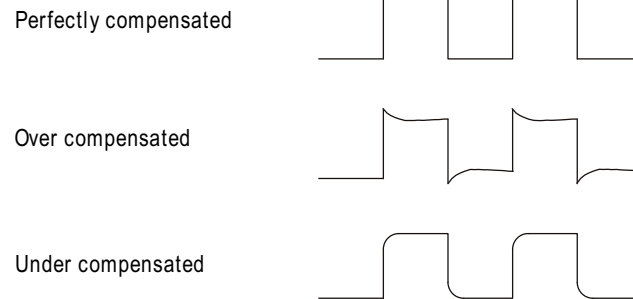 Perfectly compensated
Over compensated
Under compensated